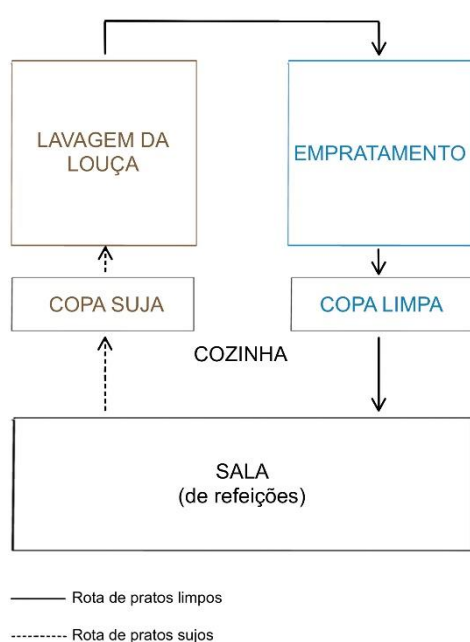 LAVAGEM DA
LOUÇA
EMPRATAMENTO
COPA SUJA
COPA LIMPA
COZINHA
SALA
(de refeições)
Rota de pratos limpos
Rota de pratos sujos